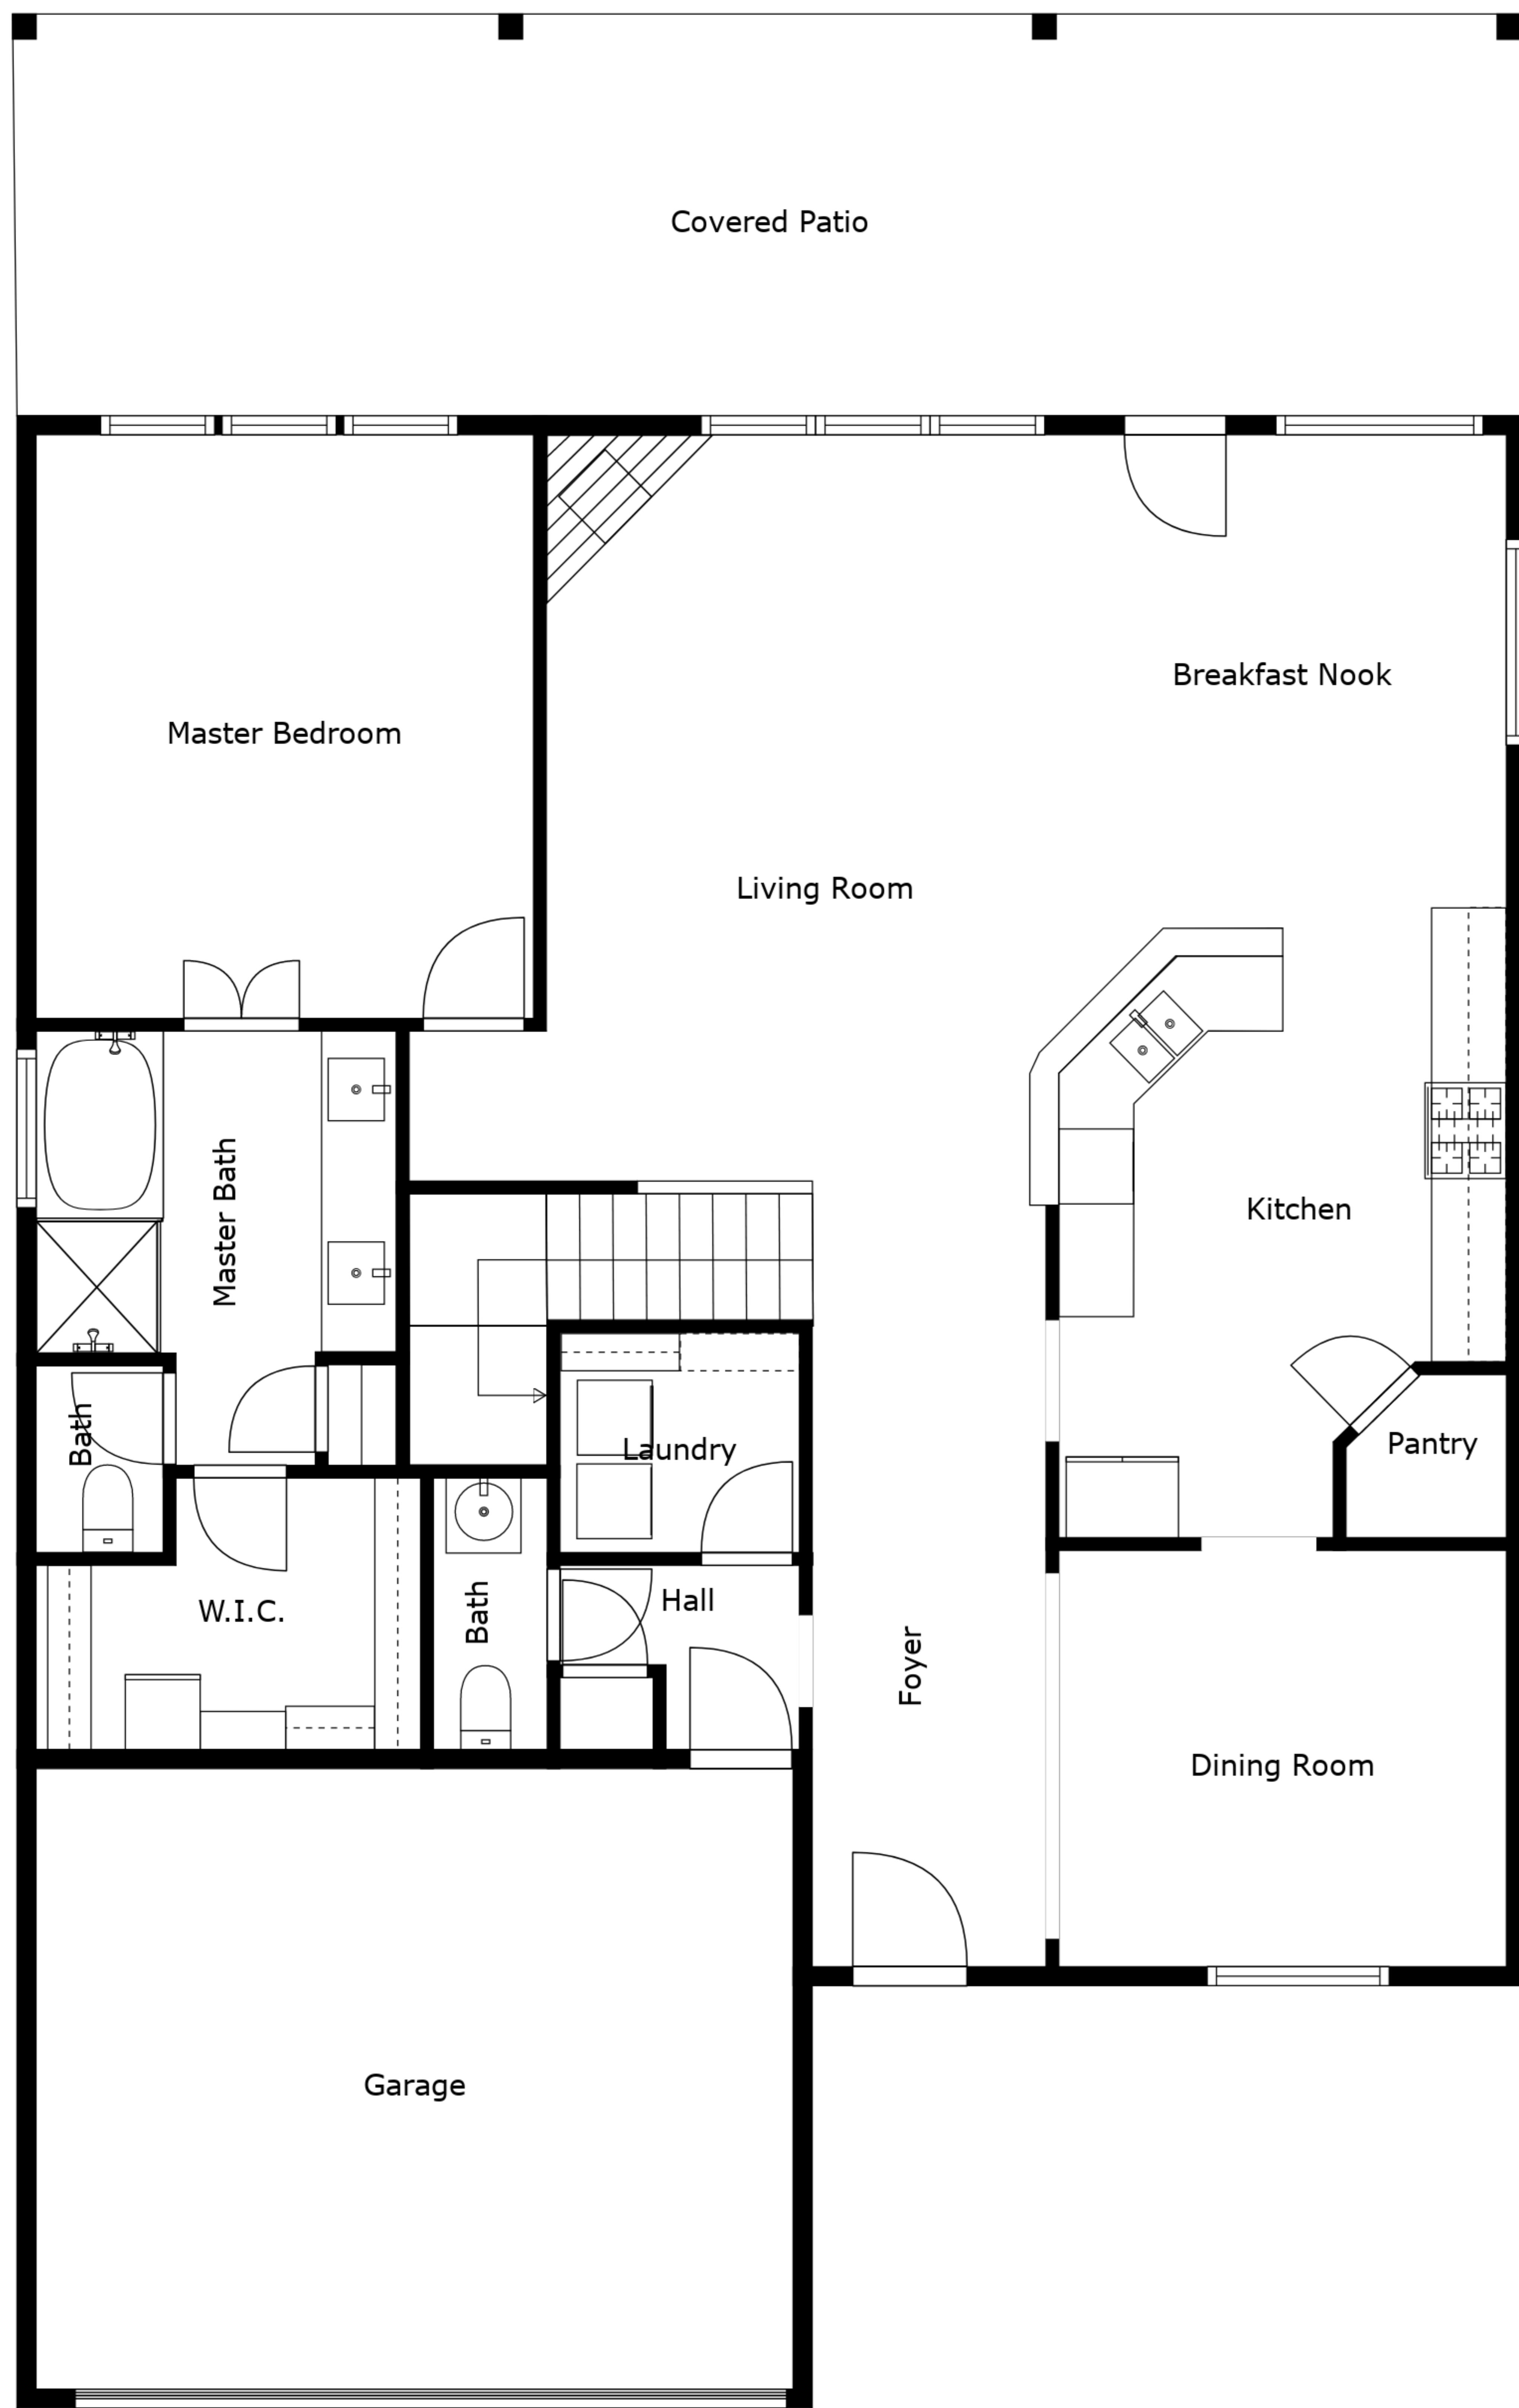 Covered Patio
Breakfast Nook
Master Bedroom
Living Room
Master Bath
Kitchen
Bath
Laundry
Pantry
W.I.C.
Bath
Hall
Foyer
Dining Room
Garage